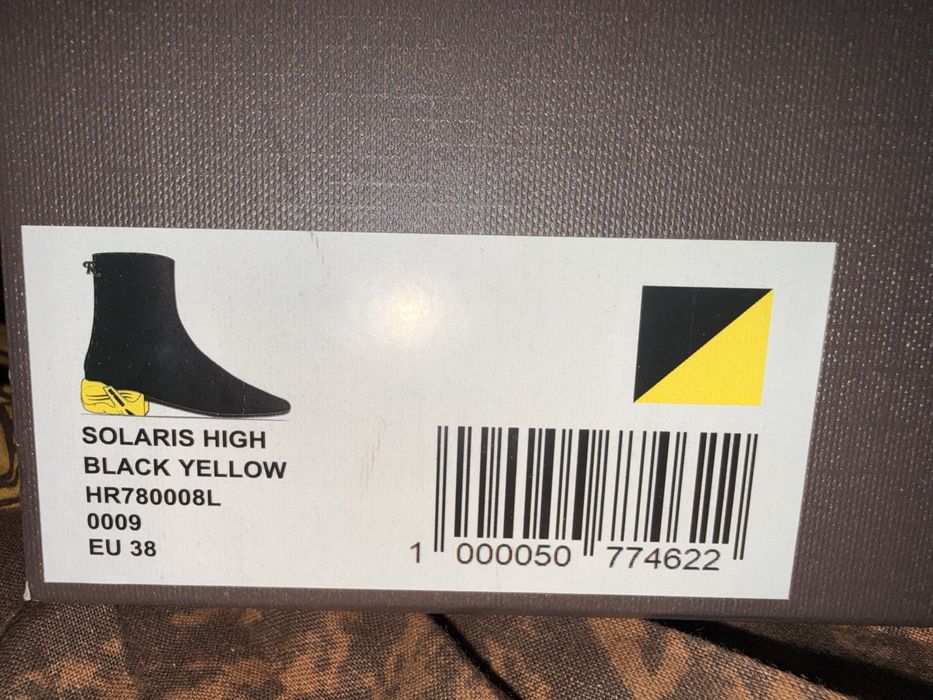 R
SOLARIS HIGH
BLACK YELLOW
HR780008L
0009
EU 38
1 000050 774622